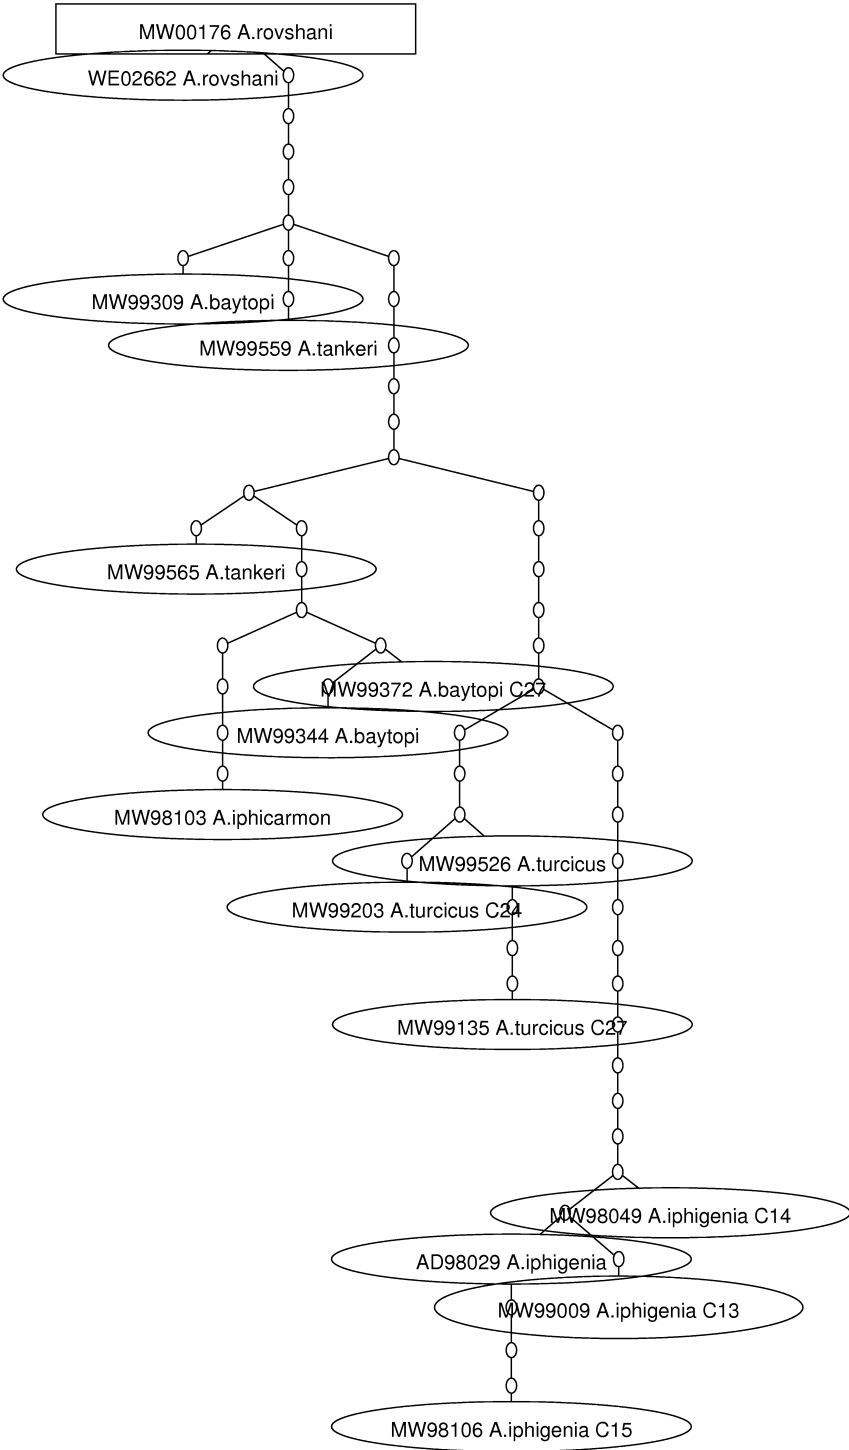 MW00176 A.rovshani
WE02662 A.rovshani
MW99309 A.baytopi
MW99559 A.tankeri
MW99565 A.tankeri
MW99372 A.baytopi C27
MW99344 A.baytopi
MW98103 A.iphicarmon
MW99526 A.turcicus
MW99203 A.turcicus C24
MW99135 A.turcicus C27
MW98049 A.iphigenia C14
AD98029 A.iphigenia
MW99009 A.iphigenia C13
MW98106 A.iphigenia C15